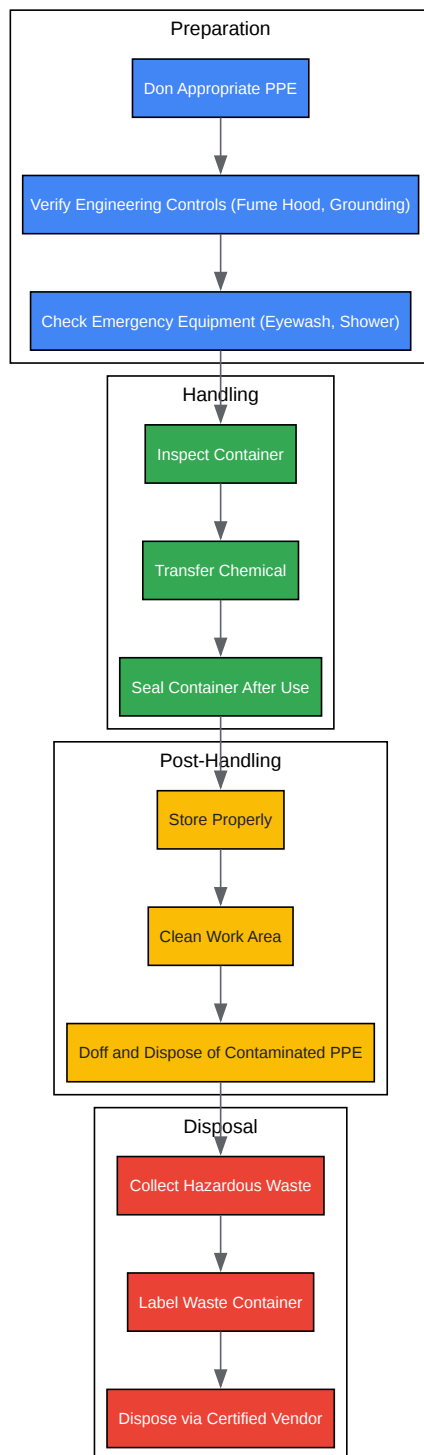 Preparation
Don Appropriate PPE
Verify Engineering Controls (Fume Hood, Grounding)
Check Emergency Equipment (Eyewash, Shower)
Handling
Inspect Container
Transfer Chemical
Seal Container After Use
Post-Handling
Store Properly
Clean Work Area
Doff and Dispose of Contaminated PPE
Disposal
Collect Hazardous Waste
Label Waste Container
Dispose via Certified Vendor